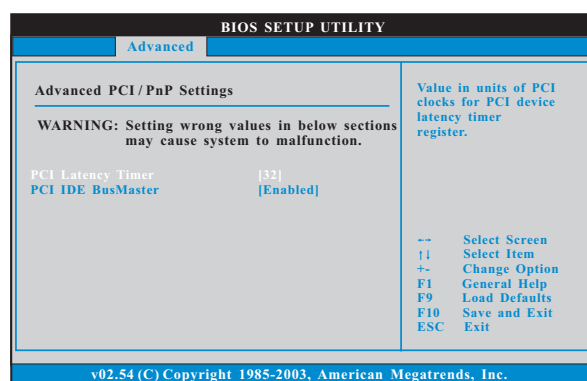 BIOS SETUP UTILITY
Advanced
Advanced PCI / PnP Settings
WARNING: Setting wrong values in below sections
may cause system to malfunction.
PCI Latency Timer [32]
PCI IDE BusMaster [Enabled]
Value in units of PCI
clocks for PCI device
latency timer
register.
←→ Select Screen
↑↓ Select Item
+- Change Option
F1 General Help
F9 Load Defaults
F10 Save and Exit
ESC Exit
v02.54 (C) Copyright 1985-2003, American Megatrends, Inc.